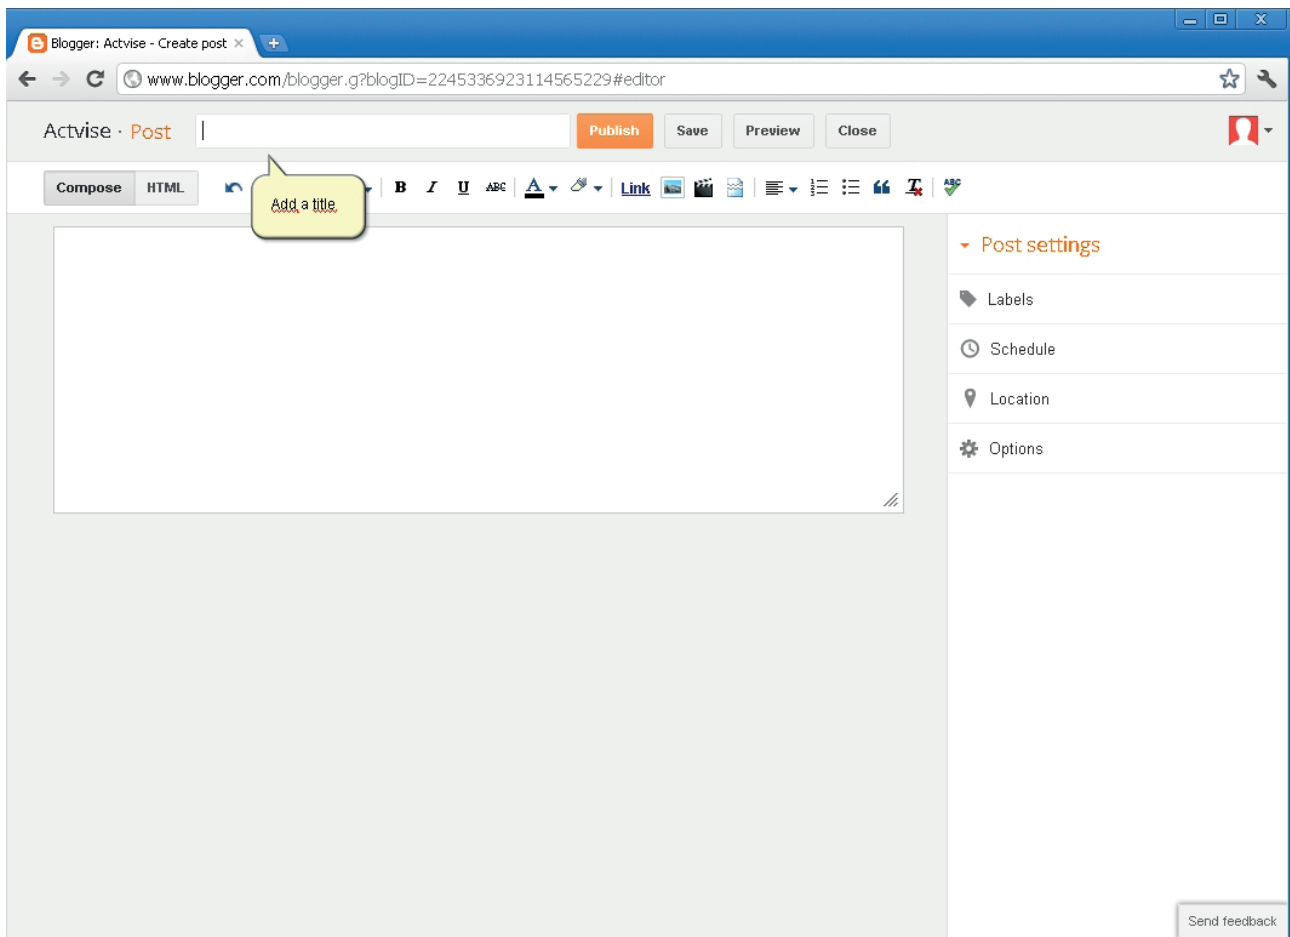 Blogger: Actvise - Create post
www.blogger.com/blogger.g?blogID=2245336923114565229#editor
Actvise · Post Publish Save Preview Close
Compose HTML B I U ABC A Link T ABC
Add a title
Post settings
Labels
Schedule
Location
Options
Send feedback